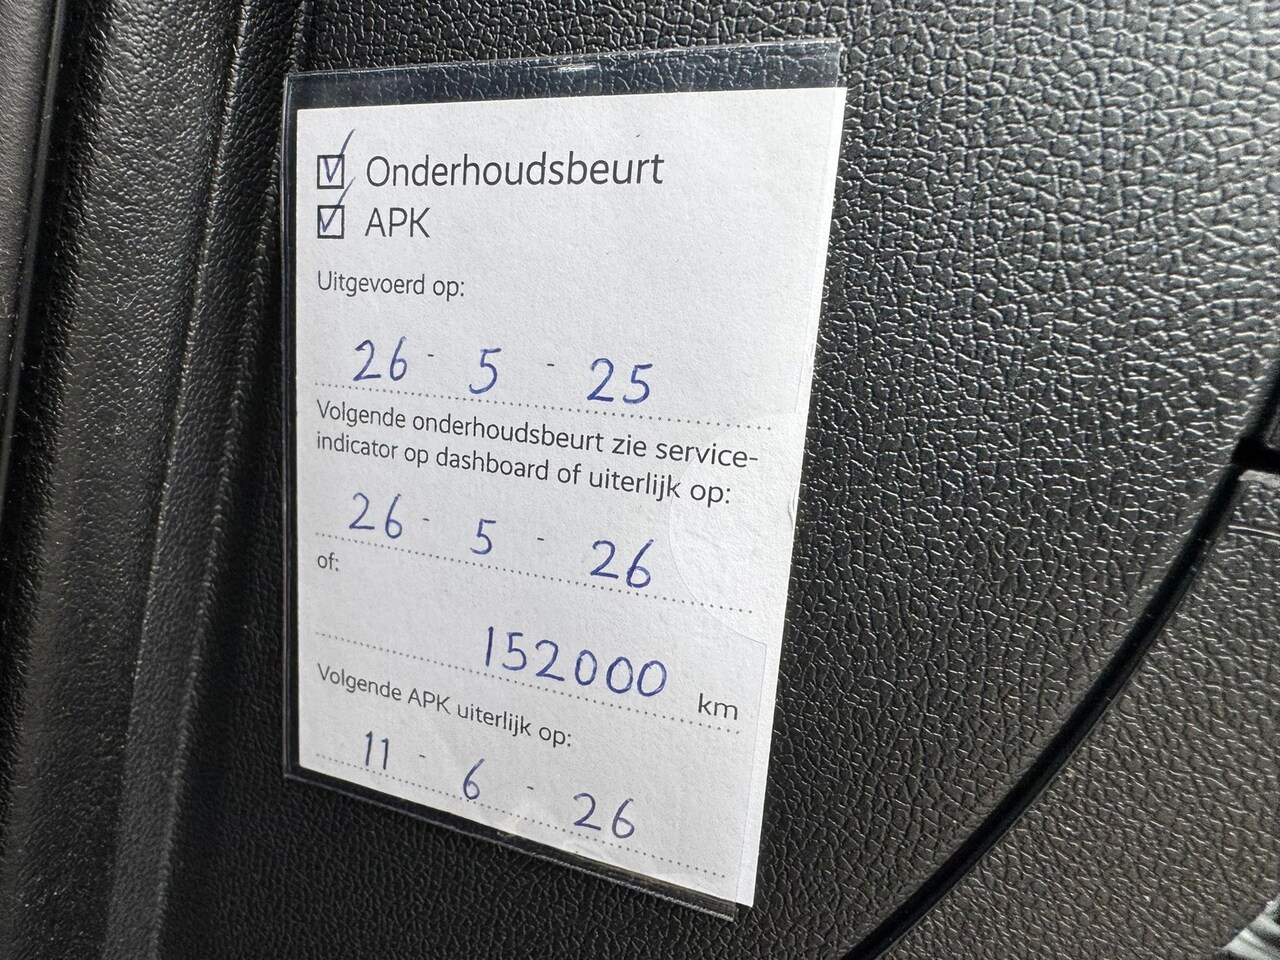 Onderhoudsbeurt
APK
Uitgevoerd op:
26 - 5 - 25
Volgende onderhoudsbeurt zie service-
indicator op dashboard of uiterlijk op:
26 - 5 - 26
of:
152000 km
Volgende APK uiterlijk op:
11 - 6 - 26